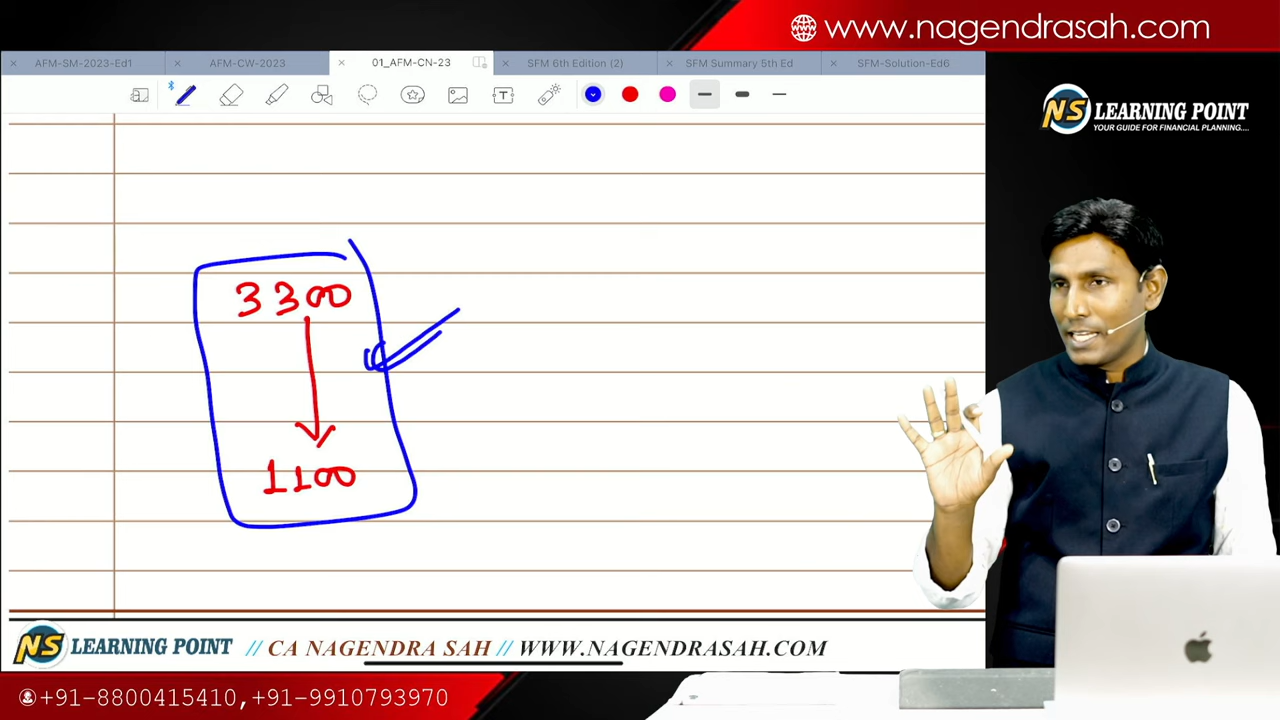 www.nagendrasah.com
AFM-SM-2023-Ed1
AFM-CW-2023
01_AFM-CN-23
SFM 6th Edition (2)
SFM Summary 5th Ed
SFM-Solution-Ed6
NS LEARNING POINT
YOUR GUIDE FOR FINANCIAL PLANNING....
3300
1100
NS LEARNING POINT // CA NAGENDRA SAH // WWW.NAGENDRASAH.COM
+91-8800415410,+91-9910793970